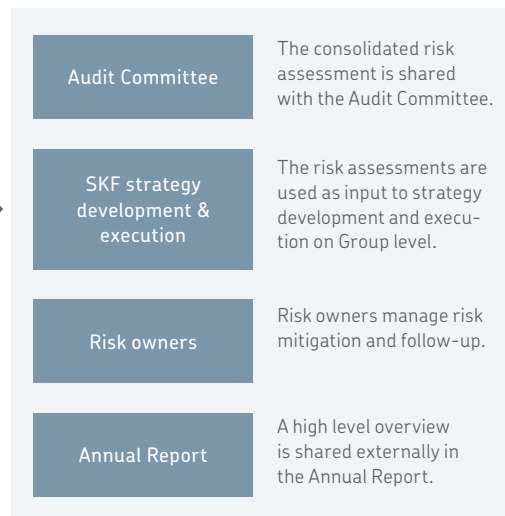 Audit Committee
The consolidated risk
assessment is shared
with the Audit Committee.
SKF strategy
development &
execution
The risk assessments are
used as input to strategy
development and execu-
tion on Group level.
Risk owners
Risk owners manage risk
mitigation and follow-up.
Annual Report
A high level overview
is shared externally in
the Annual Report.